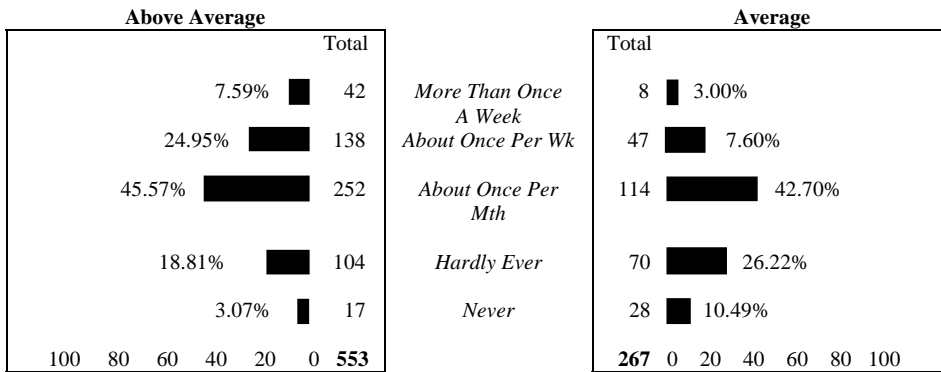 Above Average Average
Total Total
7.59% 42 More Than Once 8 3.00%
A Week
24.95% 138 About Once Per Wk 47 7.60%
45.57% 252 About Once Per 114 42.70%
Mth
18.81% 104 Hardly Ever 70 26.22%
3.07% 17 Never 28 10.49%
100 80 60 40 20 0 553 267 0 20 40 60 80 100